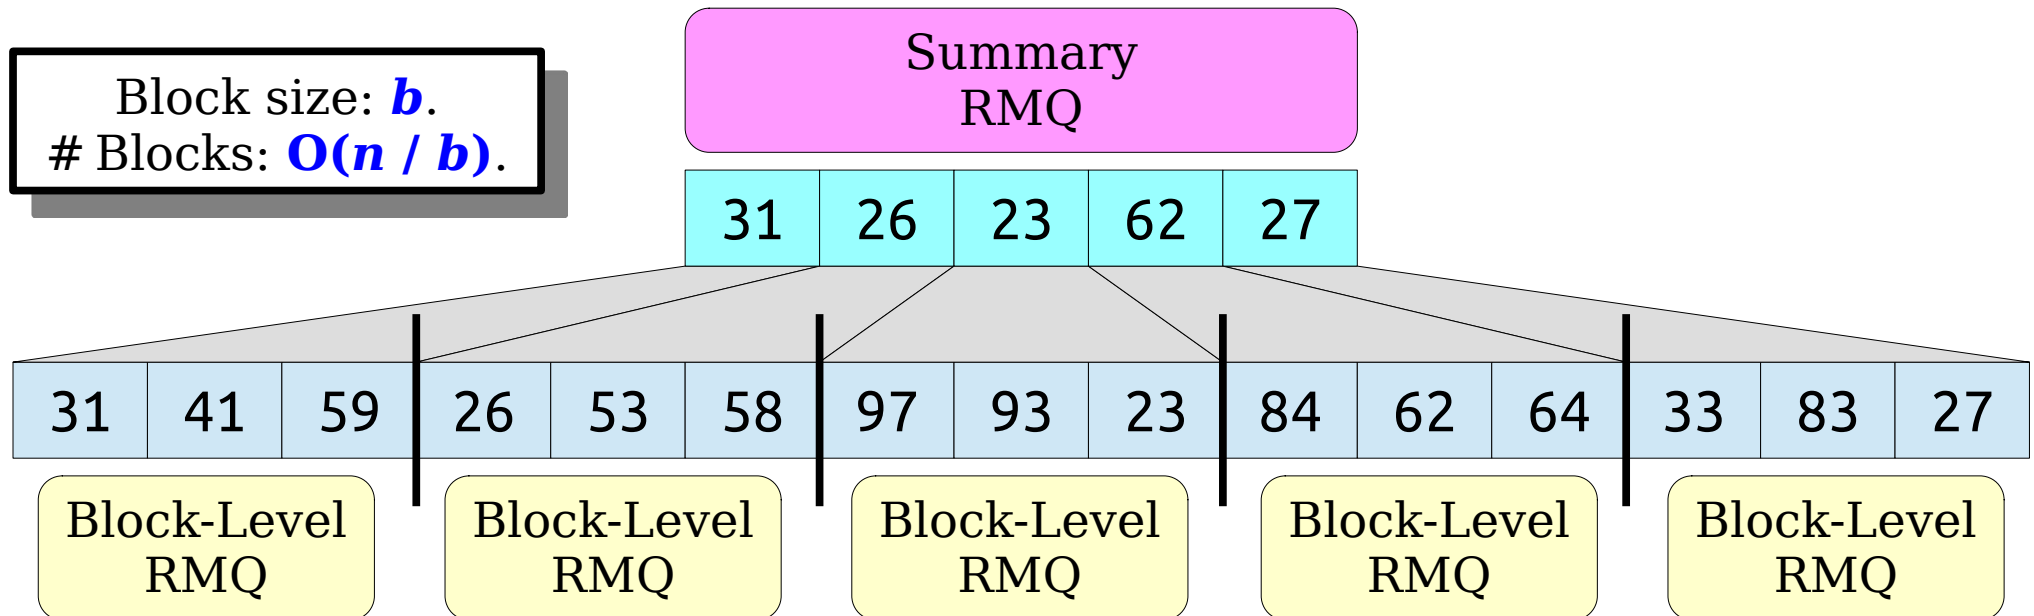 Block size: b.
# Blocks: O(n / b).
Summary
RMQ
31 26 23 62 27
31 41 59 26 53 58 97 93 23 84 62 64 33 83 27
Block-Level Block-Level Block-Level Block-Level Block-Level
RMQ RMQ RMQ RMQ RMQ